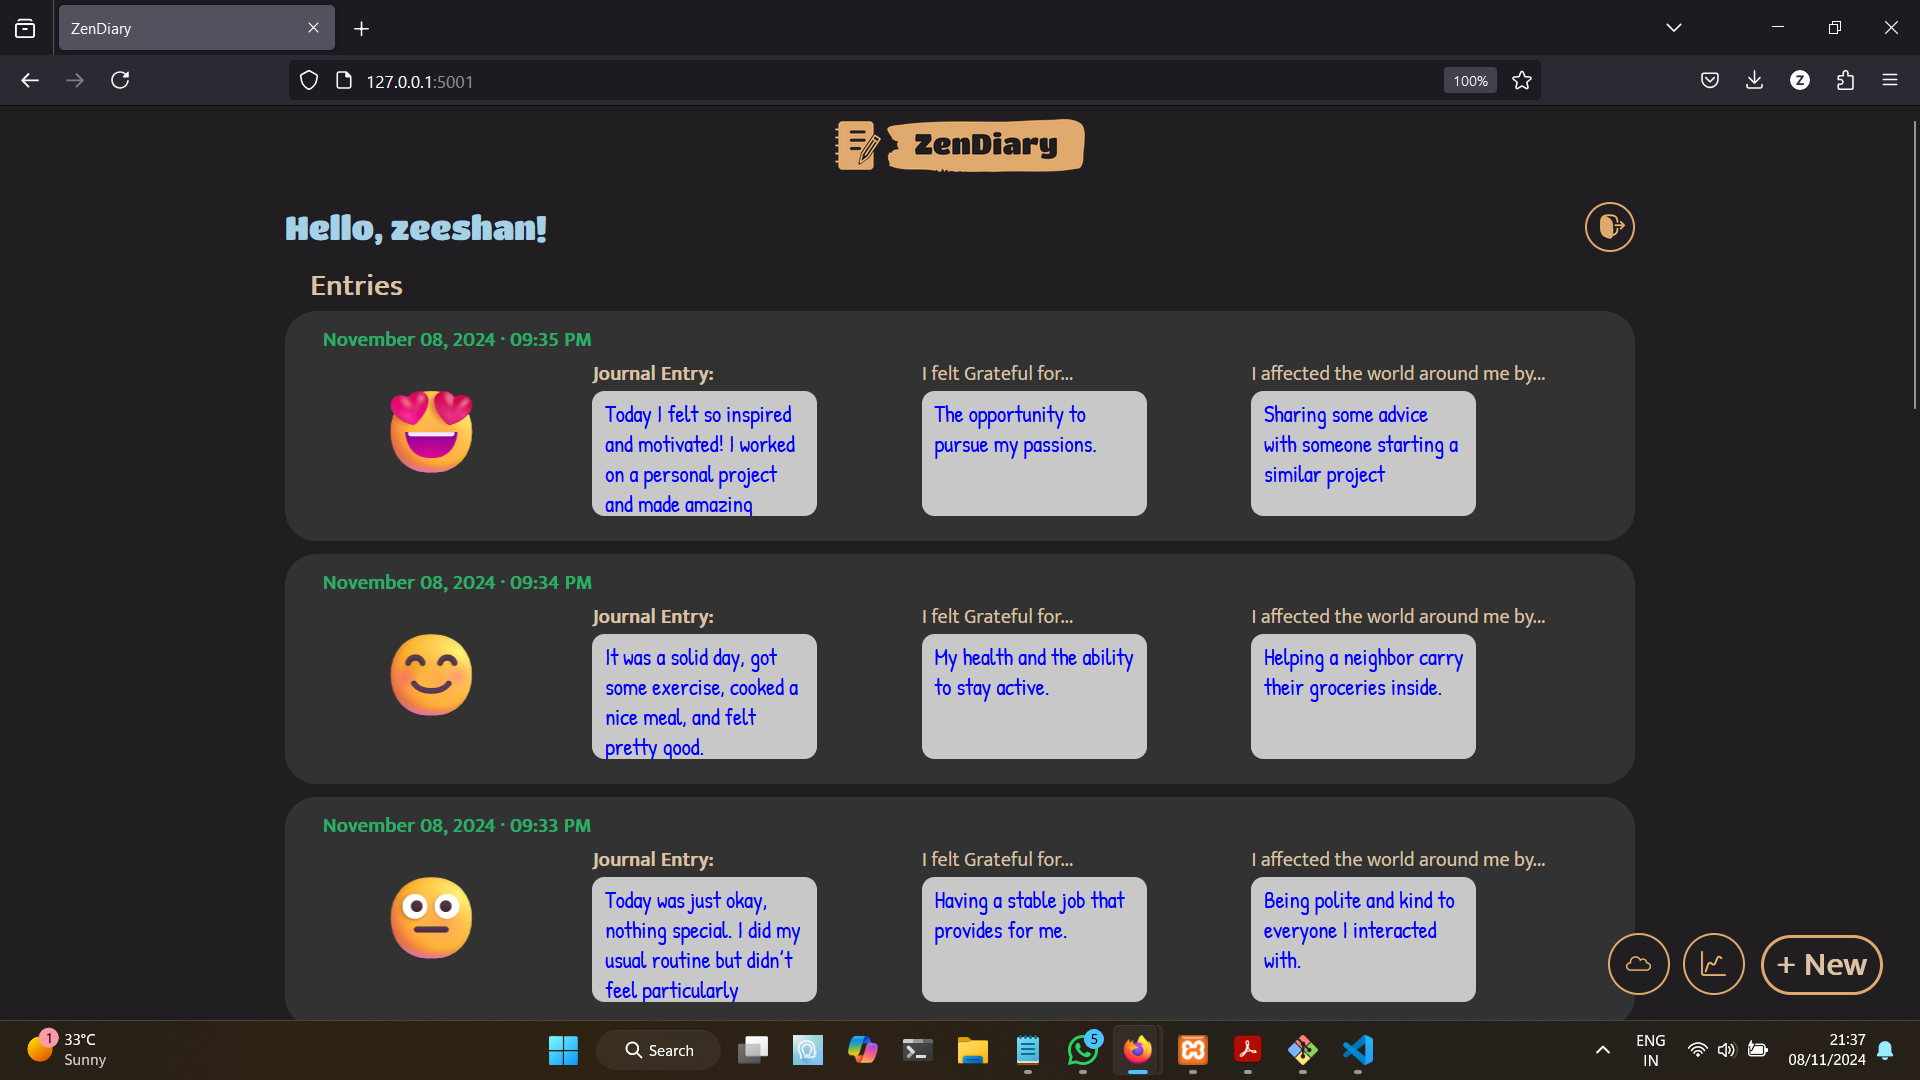 ZenDiary
127.0.0.1:5001
100%
Z
ZenDiary
Hello, zeeshan!
Entries
November 08, 2024 · 09:35 PM
Journal Entry:
I felt Grateful for...
I affected the world around me by...
Today I felt so inspired
and motivated! I worked
on a personal project
and made amazing
The opportunity to
pursue my passions.
Sharing some advice
with someone starting a
similar project
November 08, 2024 · 09:34 PM
Journal Entry:
I felt Grateful for...
I affected the world around me by...
It was a solid day, got
some exercise, cooked a
nice meal, and felt
pretty good.
My health and the ability
to stay active.
Helping a neighbor carry
their groceries inside.
November 08, 2024 · 09:33 PM
Journal Entry:
I felt Grateful for...
I affected the world around me by...
Today was just okay,
nothing special. I did my
usual routine but didn't
feel particularly
Having a stable job that
provides for me.
Being polite and kind to
everyone I interacted
with.
+ New
1
33°C
Sunny
Search
5
ENG
IN
21:37
08/11/2024